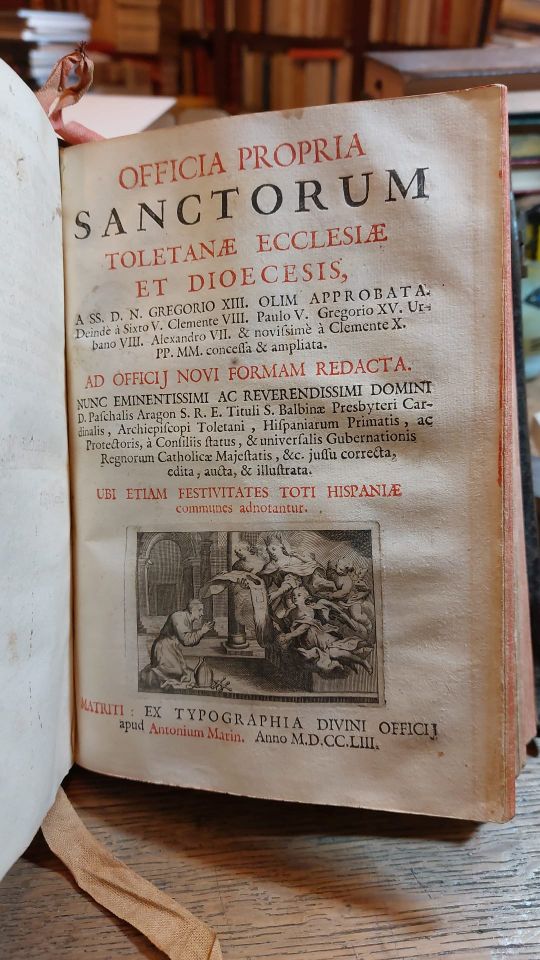 OFFICIA PROPRIA
SANCTORUM
TOLETANÆ ECCLESIÆ
ET DIOECESIS,
A SS. D. N. GREGORIO XIII. OLIM APPROBATA.
Deindè à Sixto V. Clemente VIII. Paulo V. Gregorio XV. Ur-
bano VIII. Alexandro VII. & novissimè à Clemente X.
PP. MM. concessa & ampliata.
AD OFFICIJ NOVI FORMAM REDACTA.
NUNC EMINENTISSIMI AC REVERENDISSIMI DOMINI
D. Paschalis Aragon S. R. E. Tituli S. Balbinæ Presbyteri Car-
dinalis, Archiepiscopi Toletani, Hispaniarum Primatis, ac
Protectoris, à Consiliis status, & universalis Gubernationis
Regnorum Catholicæ Majestatis, &c. jussu correcta,
edita, aucta, & illustrata.
UBI ETIAM FESTIVITATES TOTI HISPANIÆ
communes adnotantur.
MATRITI: EX TYPOGRAPHIA DIVINI OFFICIJ
apud Antonium Marin. Anno M.D.CC.LIII.